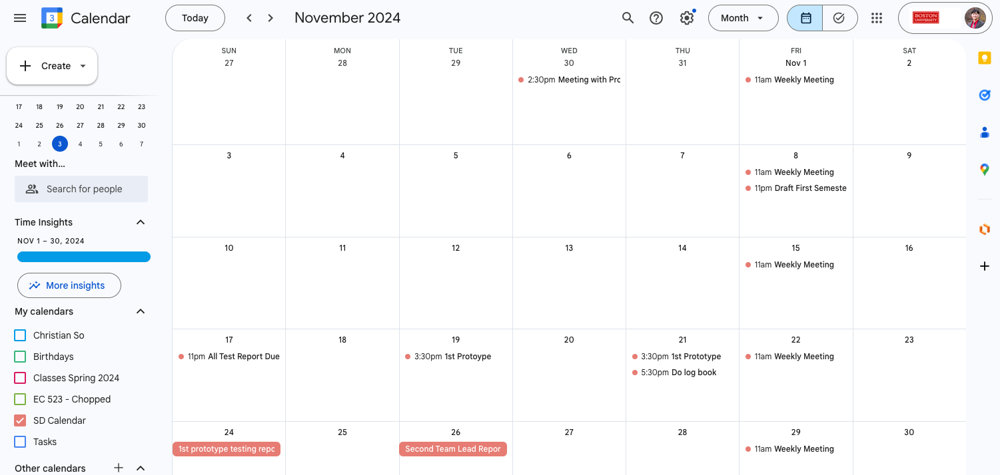 3
Calendar
Today
November 2024
Month
BOSTON
UNIVERSITY
Create
17 18 19 20 21 22 23
24 25 26 27 28 29 30
1 2 3 4 5 6 7
Meet with…
Search for people
Time Insights
NOV 1 – 30, 2024
More insights
My calendars
Christian So
Birthdays
Classes Spring 2024
EC 523 - Chopped
SD Calendar
Tasks
Other calendars
SUN MON TUE WED THU FRI SAT
27 28 29 30 31 Nov 1 2
2:30pm Meeting with Prc
11am Weekly Meeting
3 4 5 6 7 8 9
11am Weekly Meeting
11pm Draft First Semeste
10 11 12 13 14 15 16
11am Weekly Meeting
17 18 19 20 21 22 23
11pm All Test Report Due
3:30pm 1st Protoype
3:30pm 1st Prototype
5:30pm Do log book
11am Weekly Meeting
24 25 26 27 28 29 30
1st prototype testing repc
Second Team Lead Repor
11am Weekly Meeting